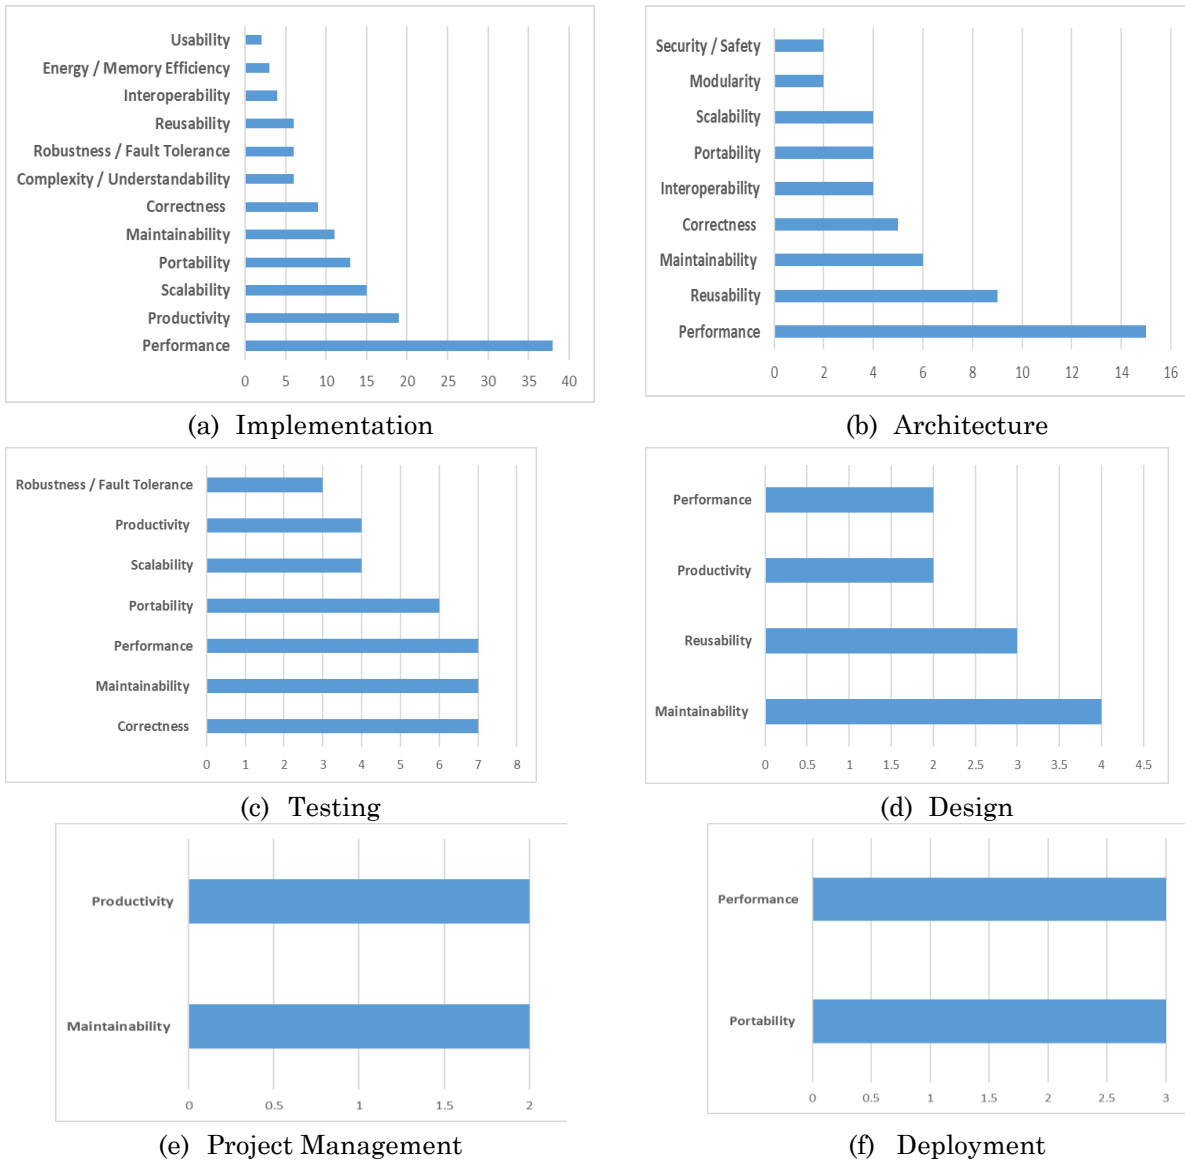 Usability
Energy / Memory Efficiency
Interoperability
Reusability
Robustness / Fault Tolerance
Complexity / Understandability
Correctness
Maintainability
Portability
Scalability
Productivity
Performance
0 5 10 15 20 25 30 35 40
(a) Implementation
Security / Safety
Modularity
Scalability
Portability
Interoperability
Correctness
Maintainability
Reusability
Performance
0 2 4 6 8 10 12 14 16
(b) Architecture
Robustness / Fault Tolerance
Productivity
Scalability
Portability
Performance
Maintainability
Correctness
0 1 2 3 4 5 6 7 8
(c) Testing
Performance
Productivity
Reusability
Maintainability
0 0.5 1 1.5 2 2.5 3 3.5 4 4.5
(d) Design
Productivity
Maintainability
0 0.5 1 1.5 2
(e) Project Management
Performance
Portability
0 0.5 1 1.5 2 2.5 3
(f) Deployment